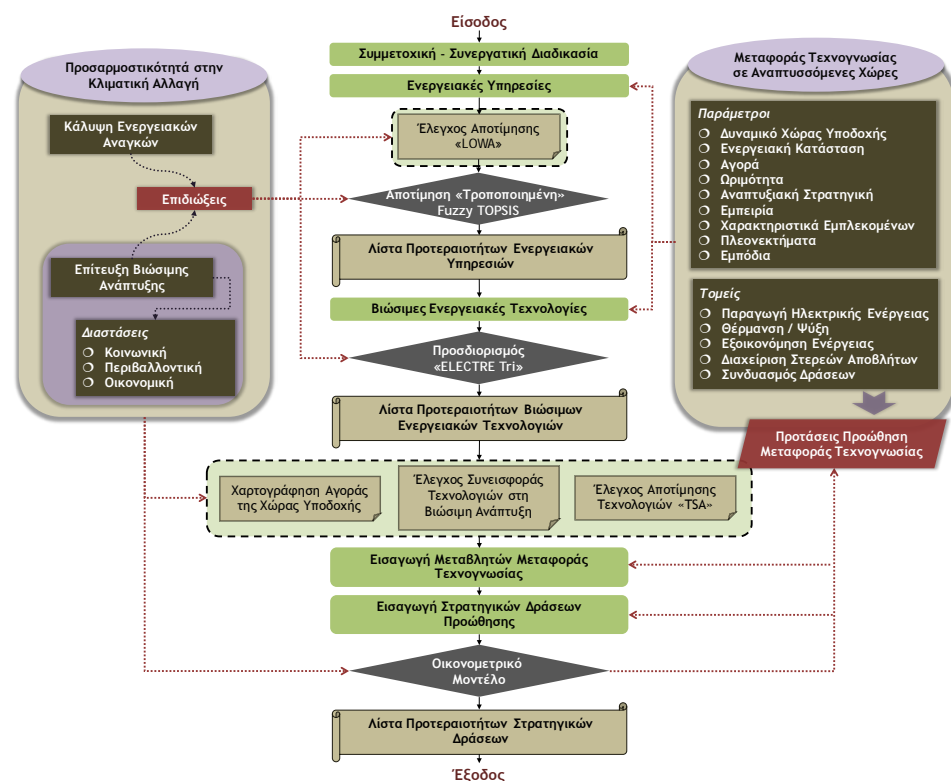 Είσοδος
Συμμετοχική - Συνεργατική Διαδικασία
Ενεργειακές Υπηρεσίες
Έλεγχος Αποτίμησης
«LOWA»
Αποτίμηση «Τροποποιημένη»
Fuzzy TOPSIS
Λίστα Προτεραιοτήτων Ενεργειακών
Υπηρεσιών
Βιώσιμες Ενεργειακές Τεχνολογίες
Προσδιορισμός
«ELECTRE Tri»
Λίστα Προτεραιοτήτων Βιώσιμων
Ενεργειακών Τεχνολογιών
Χαρτογράφηση Αγοράς
της Χώρας Υποδοχής
Έλεγχος Συνεισφοράς
Τεχνολογιών στη
Βιώσιμη Ανάπτυξη
Έλεγχος Αποτίμησης
Τεχνολογιών «TSA»
Εισαγωγή Μεταβλητών Μεταφοράς
Τεχνογνωσίας
Εισαγωγή Στρατηγικών Δράσεων
Προώθησης
Οικονομετρικό
Μοντέλο
Λίστα Προτεραιοτήτων Στρατηγικών
Δράσεων
Έξοδος
Προσαρμοστικότητα στην
Κλιματική Αλλαγή
Κάλυψη Ενεργειακών
Αναγκών
Επιδιώξεις
Επίτευξη Βιώσιμης
Ανάπτυξης
Διαστάσεις
Κοινωνική
Περιβαλλοντική
Οικονομική
Μεταφοράς Τεχνογνωσίας
σε Αναπτυσσόμενες Χώρες
Παράμετροι
Δυναμικό Χώρας Υποδοχής
Ενεργειακή Κατάσταση
Αγορά
Ωριμότητα
Αναπτυξιακή Στρατηγική
Εμπειρία
Χαρακτηριστικά Εμπλεκομένων
Πλεονεκτήματα
Εμπόδια
Τομείς
Παραγωγή Ηλεκτρικής Ενέργειας
Θέρμανση / Ψύξη
Εξοικονόμηση Ενέργειας
Διαχείριση Στερεών Αποβλήτων
Συνδυασμός Δράσεων
Προτάσεις Προώθηση
Μεταφοράς Τεχνογνωσίας